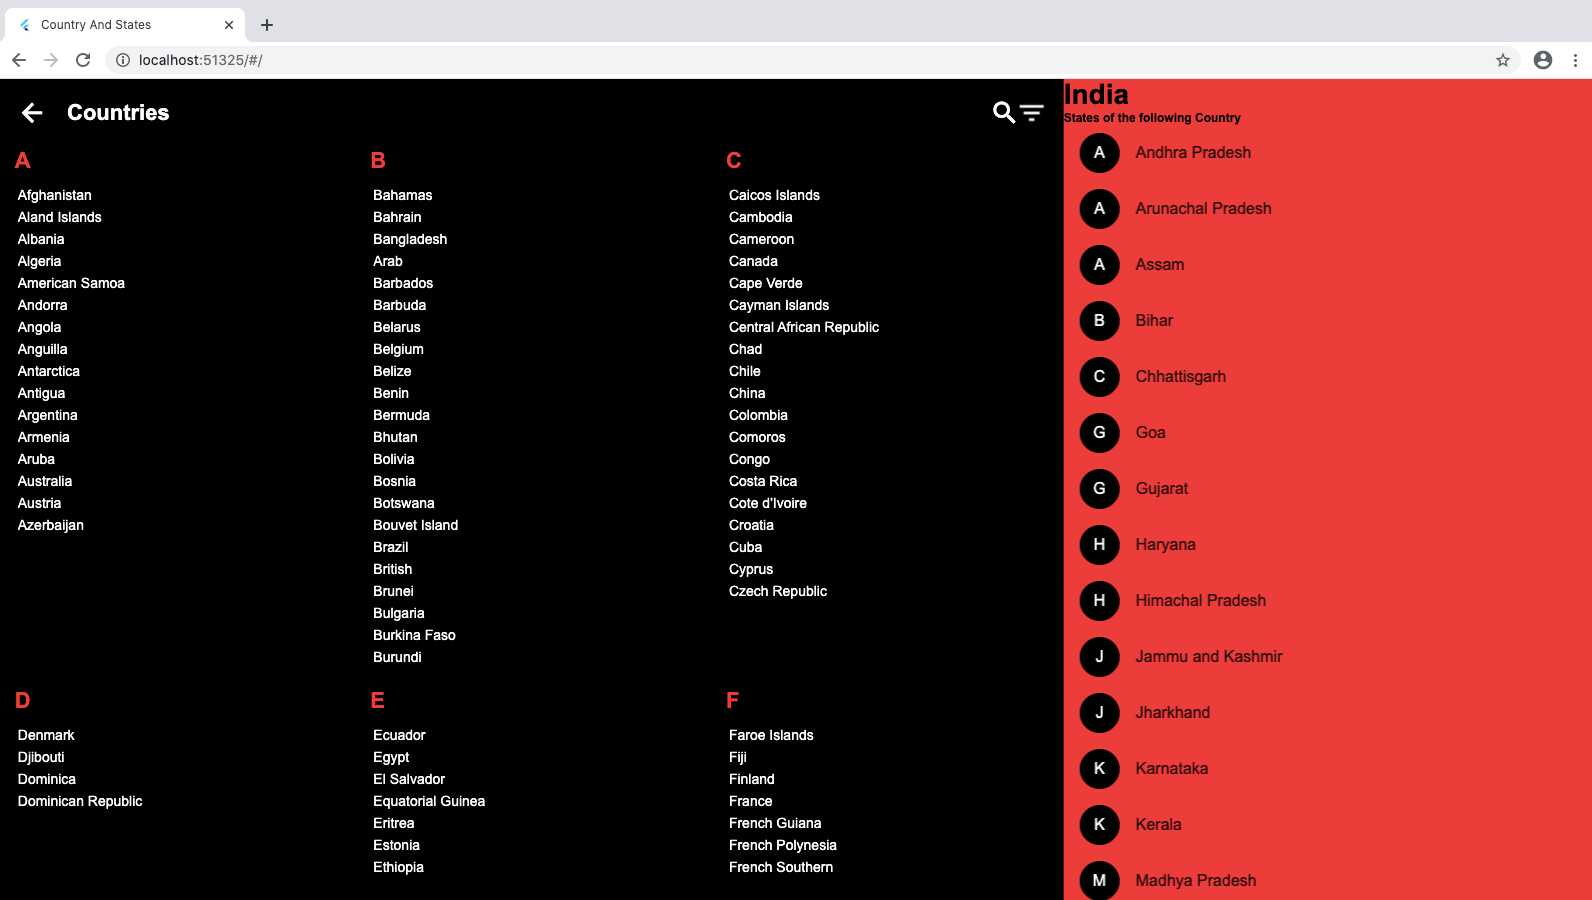 Country And States
localhost:51325/#/
Countries
A
Afghanistan
Aland Islands
Albania
Algeria
American Samoa
Andorra
Angola
Anguilla
Antarctica
Antigua
Argentina
Armenia
Aruba
Australia
Austria
Azerbaijan
B
Bahamas
Bahrain
Bangladesh
Arab
Barbados
Barbuda
Belarus
Belgium
Belize
Benin
Bermuda
Bhutan
Bolivia
Bosnia
Botswana
Bouvet Island
Brazil
British
Brunei
Bulgaria
Burkina Faso
Burundi
C
Caicos Islands
Cambodia
Cameroon
Canada
Cape Verde
Cayman Islands
Central African Republic
Chad
Chile
China
Colombia
Comoros
Congo
Costa Rica
Cote d'Ivoire
Croatia
Cuba
Cyprus
Czech Republic
D
Denmark
Djibouti
Dominica
Dominican Republic
E
Ecuador
Egypt
El Salvador
Equatorial Guinea
Eritrea
Estonia
Ethiopia
F
Faroe Islands
Fiji
Finland
France
French Guiana
French Polynesia
French Southern
India
States of the following Country
A Andhra Pradesh
A Arunachal Pradesh
A Assam
B Bihar
C Chhattisgarh
G Goa
G Gujarat
H Haryana
H Himachal Pradesh
J Jammu and Kashmir
J Jharkhand
K Karnataka
K Kerala
M Madhya Pradesh